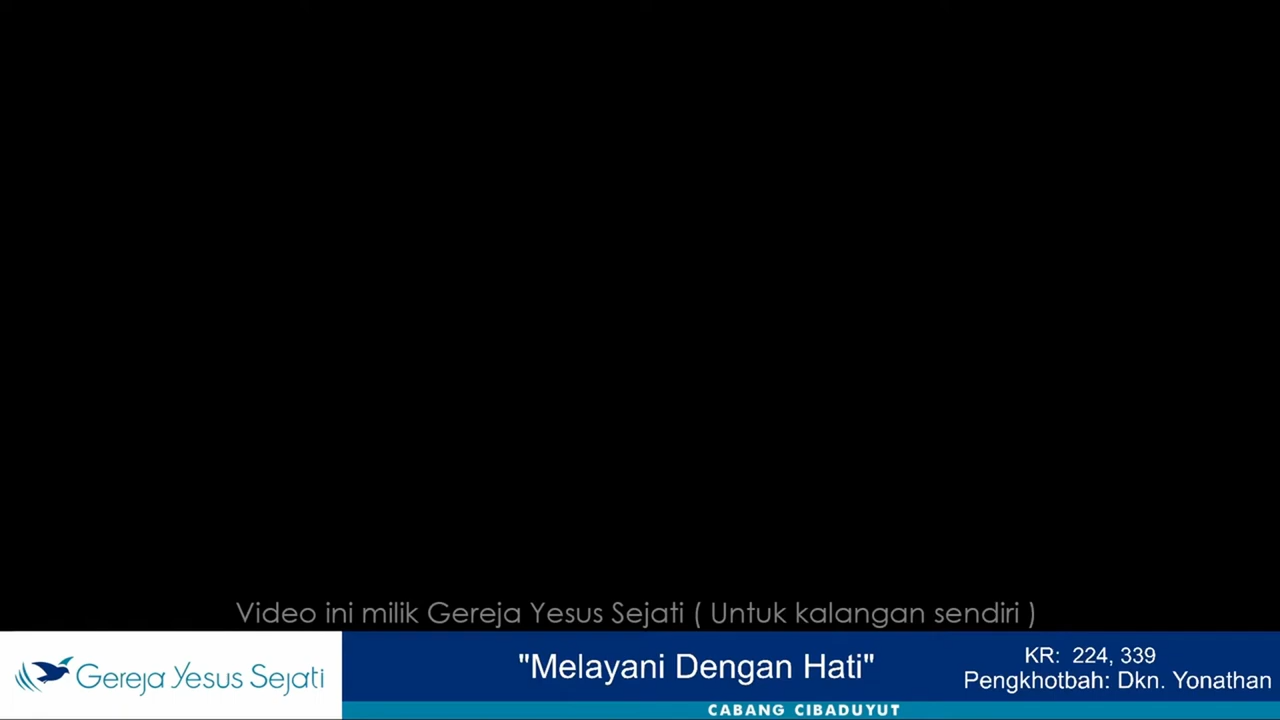 Video ini milik Gereja Yesus Sejati ( Untuk kalangan sendiri )
Gereja Yesus Sejati
"Melayani Dengan Hati"
KR: 224, 339
Pengkhotbah: Dkn. Yonathan
CABANG CIBADUYUT